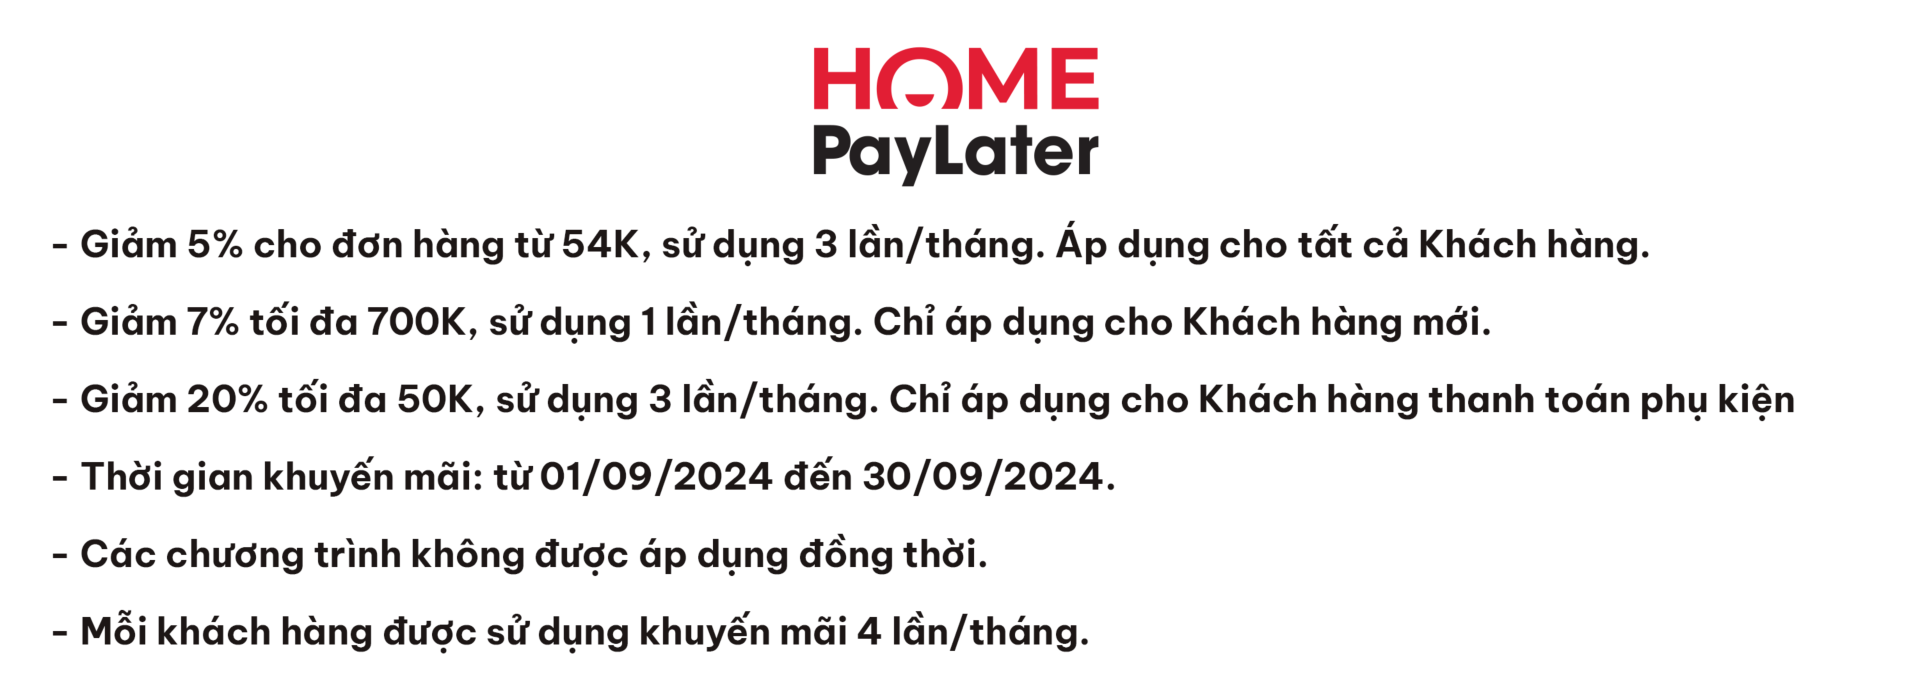 HOME
PayLater
- Giảm 5% cho đơn hàng từ 54K, sử dụng 3 lần/tháng. Áp dụng cho tất cả Khách hàng.
- Giảm 7% tối đa 700K, sử dụng 1 lần/tháng. Chỉ áp dụng cho Khách hàng mới.
- Giảm 20% tối đa 50K, sử dụng 3 lần/tháng. Chỉ áp dụng cho Khách hàng thanh toán phụ kiện
- Thời gian khuyến mãi: từ 01/09/2024 đến 30/09/2024.
- Các chương trình không được áp dụng đồng thời.
- Mỗi khách hàng được sử dụng khuyến mãi 4 lần/tháng.